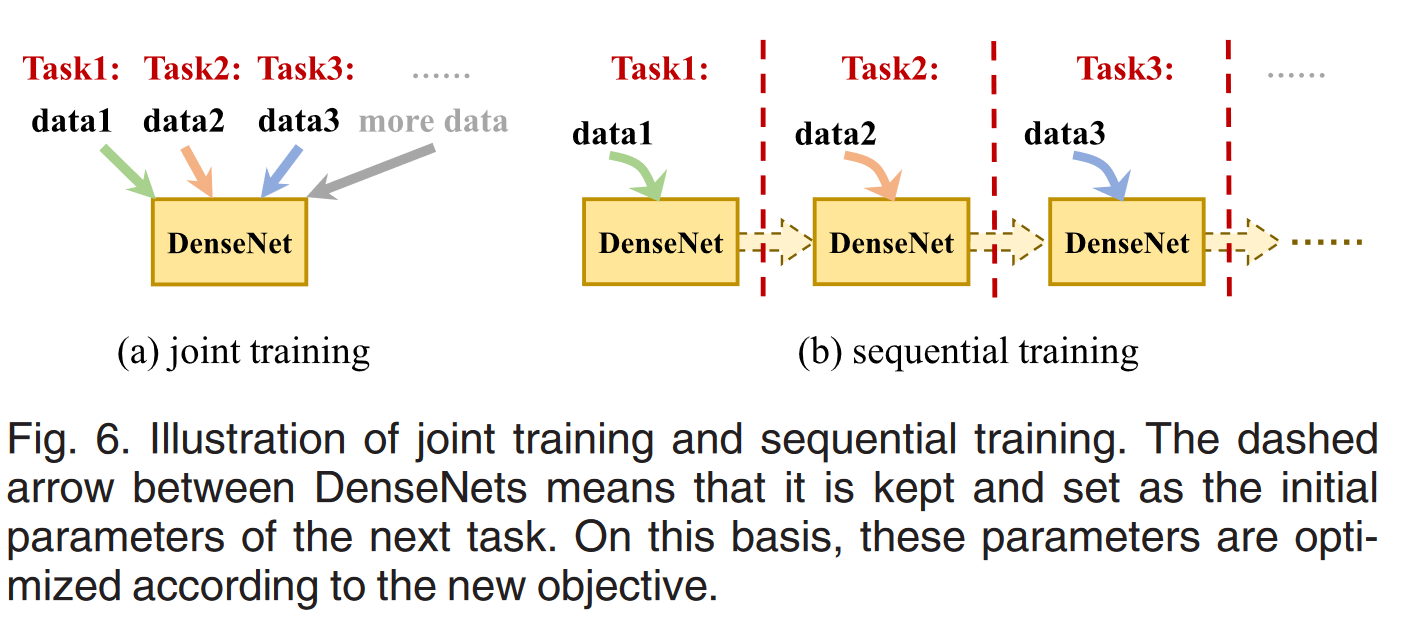 Task1: Task2: Task3: ......
data1 data2 data3 more data
DenseNet
(a) joint training
Task1: Task2: Task3: ......
data1 data2 data3
DenseNet DenseNet DenseNet ......
(b) sequential training
Fig. 6. Illustration of joint training and sequential training. The dashed
arrow between DenseNets means that it is kept and set as the initial
parameters of the next task. On this basis, these parameters are opti-
mized according to the new objective.